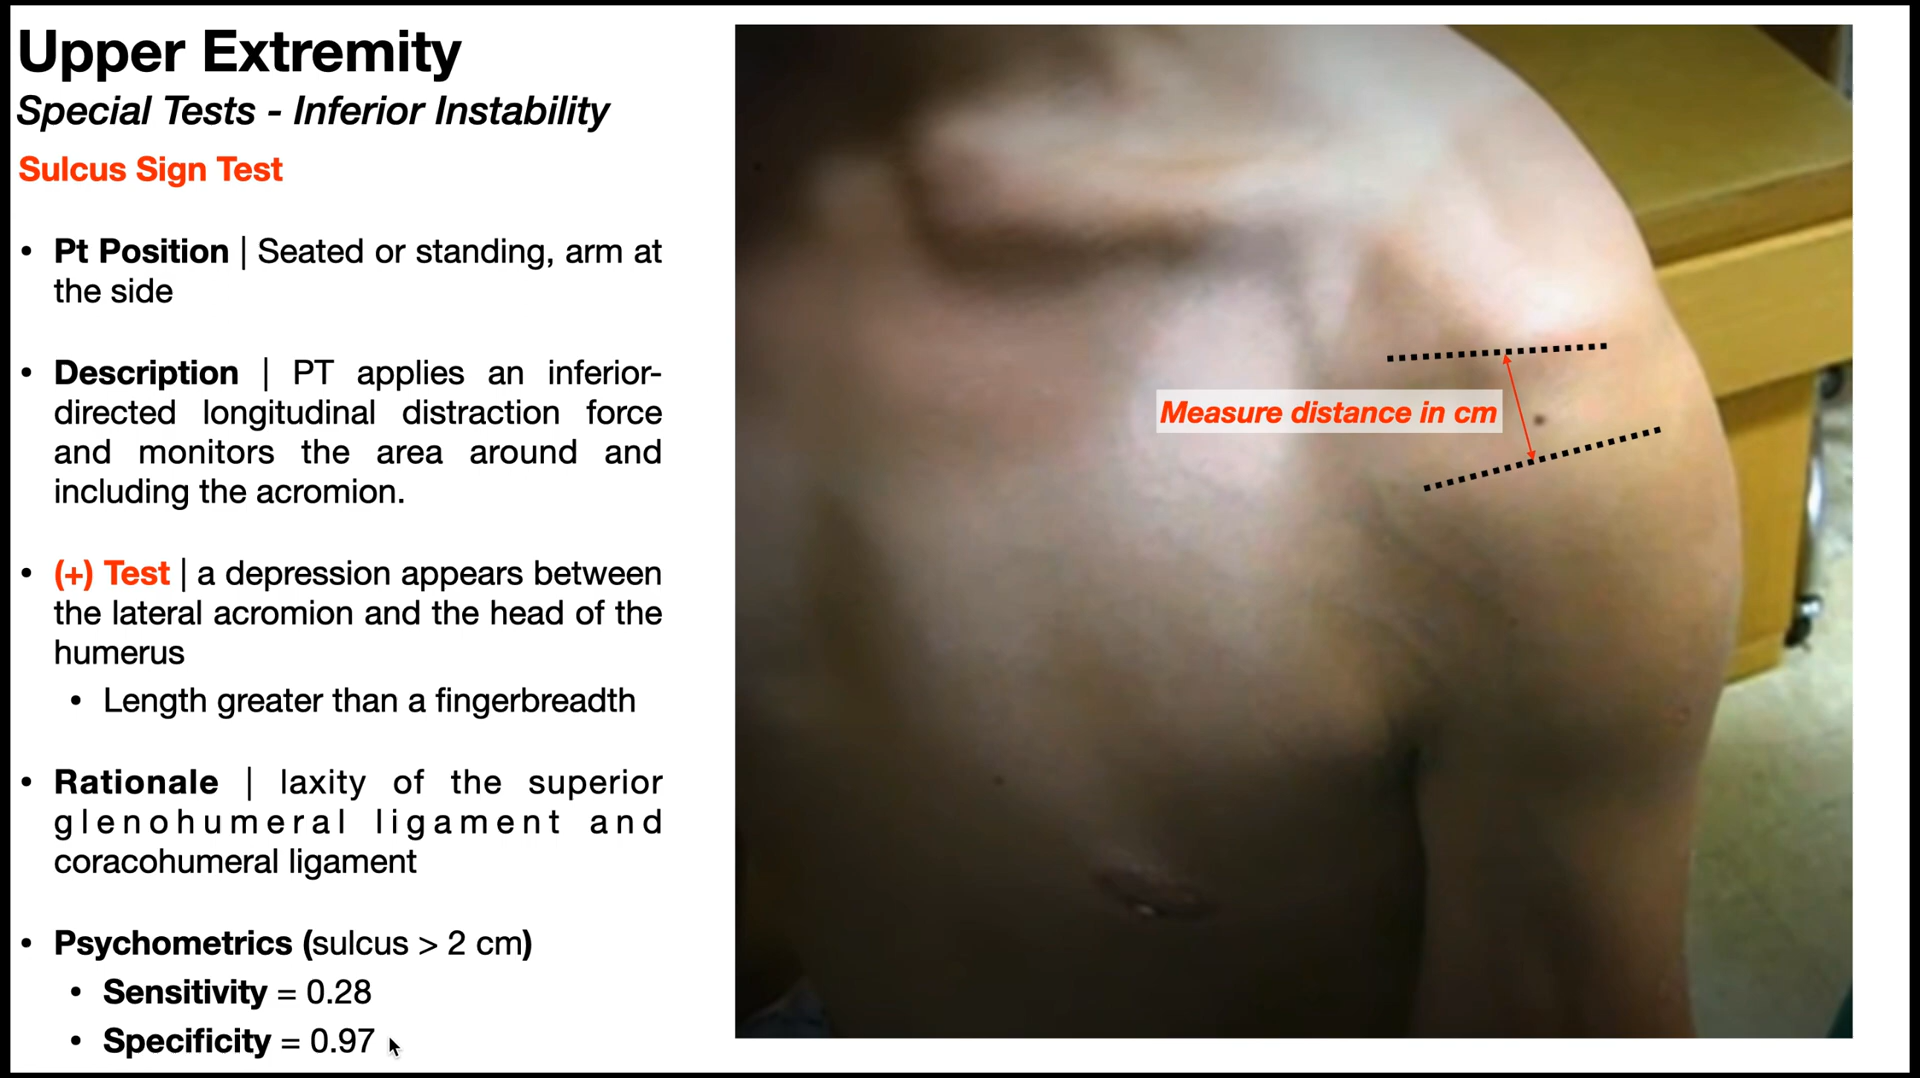 Upper Extremity
Special Tests - Inferior Instability
Sulcus Sign Test
• Pt Position | Seated or standing, arm at
the side
• Description | PT applies an inferior-
directed longitudinal distraction force
and monitors the area around and
including the acromion.
• (+) Test | a depression appears between
the lateral acromion and the head of the
humerus
• Length greater than a fingerbreadth
• Rationale | laxity of the superior
glenohumeral ligament and
coracohumeral ligament
• Psychometrics (sulcus > 2 cm)
• Sensitivity = 0.28
• Specificity = 0.97
Measure distance in cm